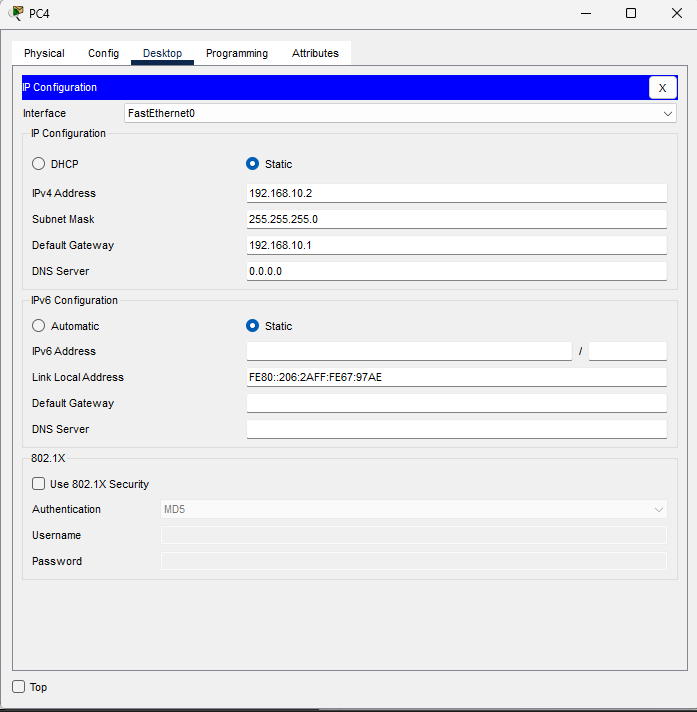 PC4
Physical Config Desktop Programming Attributes
IP Configuration X
Interface FastEthernet0
IP Configuration
DHCP Static
IPv4 Address 192.168.10.2
Subnet Mask 255.255.255.0
Default Gateway 192.168.10.1
DNS Server 0.0.0.0
IPv6 Configuration
Automatic Static
IPv6 Address /
Link Local Address FE80::206:2AFF:FE67:97AE
Default Gateway
DNS Server
802.1X
Use 802.1X Security
Authentication MD5
Username
Password
Top